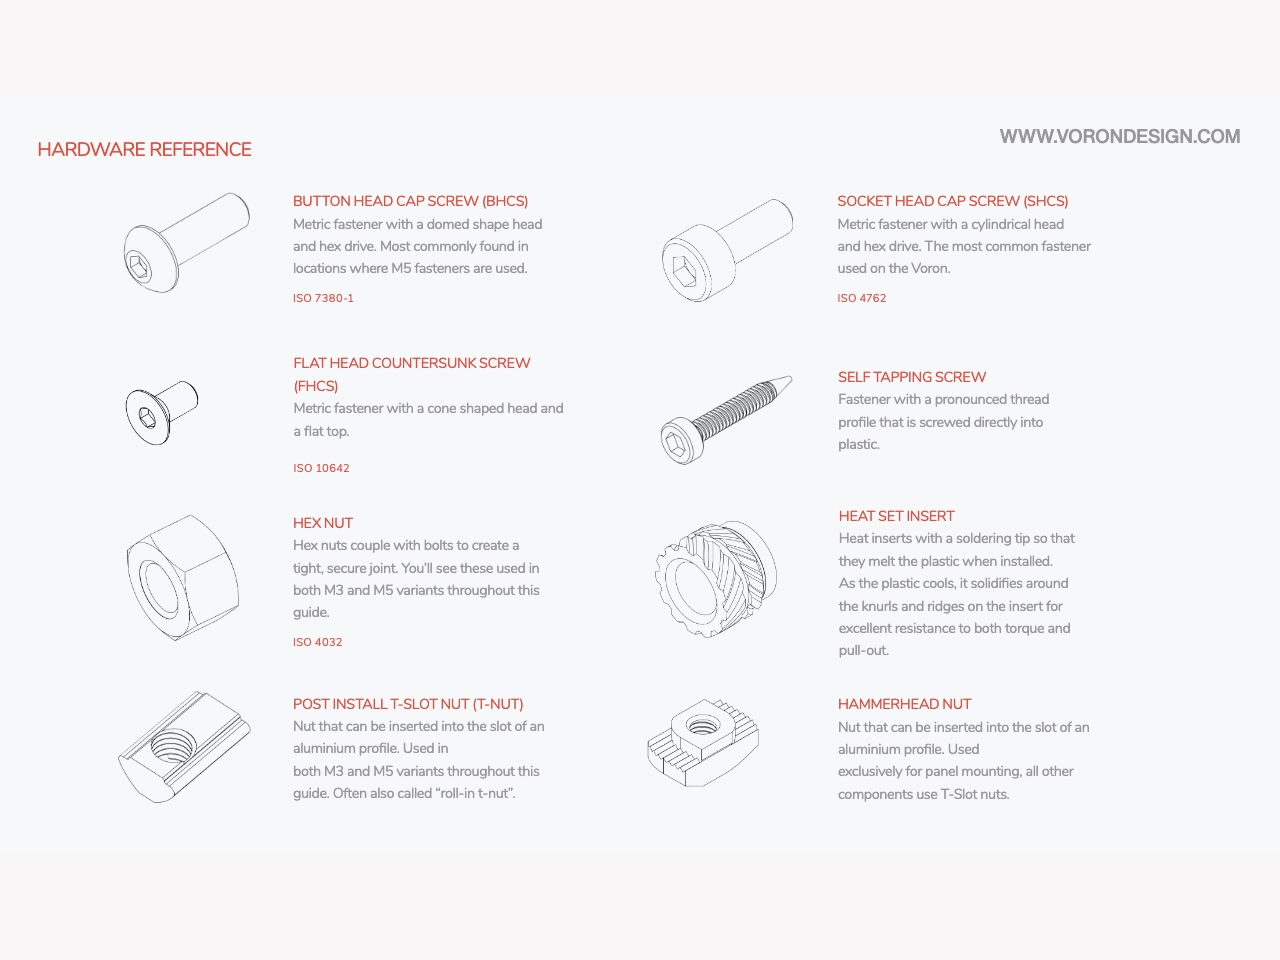 HARDWARE REFERENCE
WWW.VORONDESIGN.COM
BUTTON HEAD CAP SCREW (BHCS)
Metric fastener with a domed shape head
and hex drive. Most commonly found in
locations where M5 fasteners are used.
ISO 7380-1
SOCKET HEAD CAP SCREW (SHCS)
Metric fastener with a cylindrical head
and hex drive. The most common fastener
used on the Voron.
ISO 4762
FLAT HEAD COUNTERSUNK SCREW
(FHCS)
Metric fastener with a cone shaped head and
a flat top.
ISO 10642
SELF TAPPING SCREW
Fastener with a pronounced thread
profile that is screwed directly into
plastic.
HEX NUT
Hex nuts couple with bolts to create a
tight, secure joint. You’ll see these used in
both M3 and M5 variants throughout this
guide.
ISO 4032
HEAT SET INSERT
Heat inserts with a soldering tip so that
they melt the plastic when installed.
As the plastic cools, it solidifies around
the knurls and ridges on the insert for
excellent resistance to both torque and
pull-out.
POST INSTALL T-SLOT NUT (T-NUT)
Nut that can be inserted into the slot of an
aluminium profile. Used in
both M3 and M5 variants throughout this
guide. Often also called “roll-in t-nut”.
HAMMERHEAD NUT
Nut that can be inserted into the slot of an
aluminium profile. Used
exclusively for panel mounting, all other
components use T-Slot nuts.